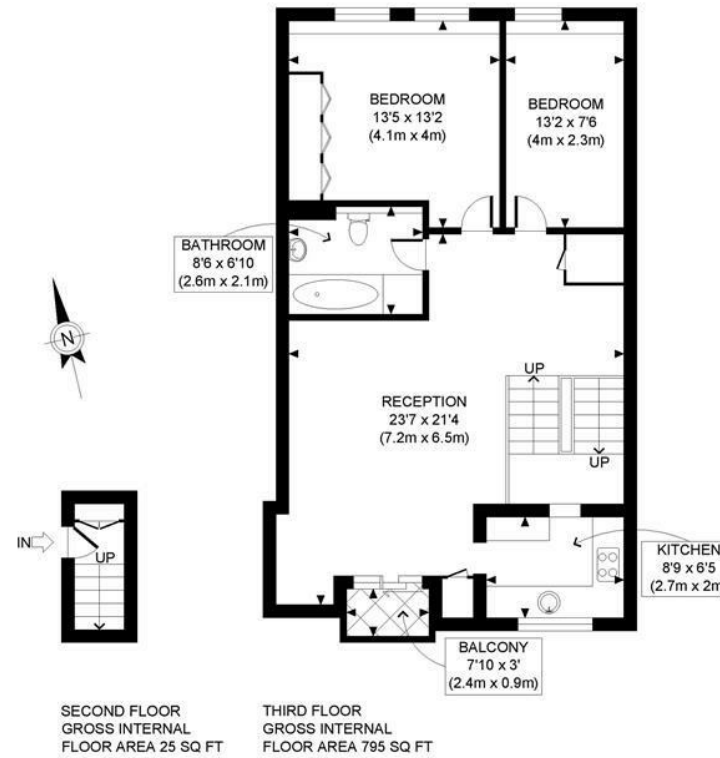 BEDROOM
13'5 x 13'2
(4.1m x 4m)
BEDROOM
13'2 x 7'6
(4m x 2.3m)
BATHROOM
8'6 x 6'10
(2.6m x 2.1m)
N
UP
RECEPTION
23'7 x 21'4
(7.2m x 6.5m)
UP
IN
UP
KITCHEN
8'9 x 6'5
(2.7m x 2m
BALCONY
7'10 x 3'
(2.4m x 0.9m)
SECOND FLOOR
GROSS INTERNAL
FLOOR AREA 25 SQ FT
THIRD FLOOR
GROSS INTERNAL
FLOOR AREA 795 SQ FT